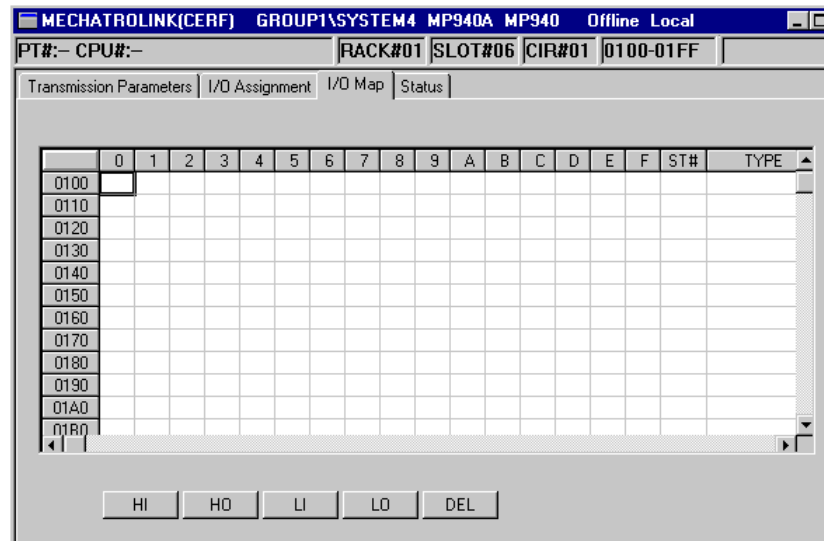 MECHATROLINK(CERF) GROUP1\SYSTEM4 MP940A MP940 Offline Local
PT#:– CPU#:– RACK#01 SLOT#06 CIR#01 0100-01FF
Transmission Parameters I/O Assignment I/O Map Status
0 1 2 3 4 5 6 7 8 9 A B C D E F ST# TYPE
0100
0110
0120
0130
0140
0150
0160
0170
0180
0190
01A0
01B0
HI HO LI LO DEL